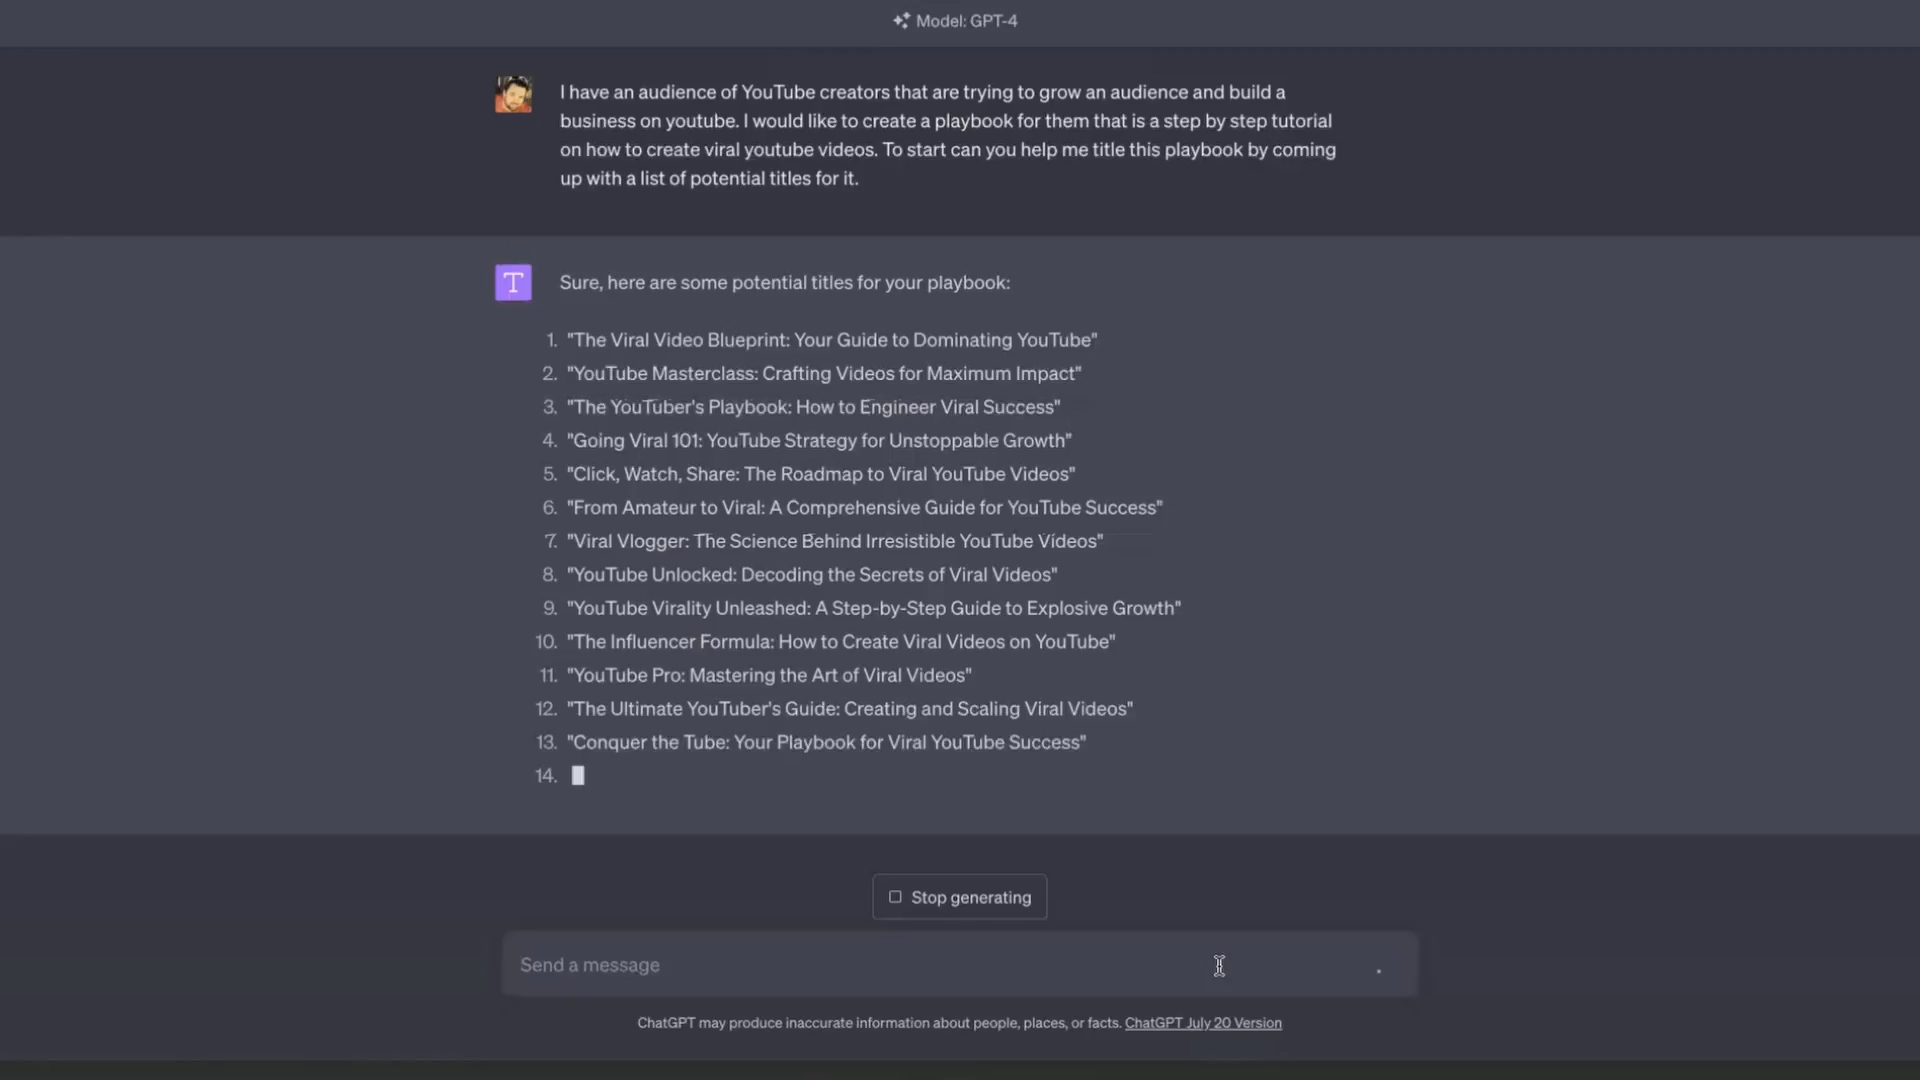 Model: GPT-4
I have an audience of YouTube creators that are trying to grow an audience and build a
business on youtube. I would like to create a playbook for them that is a step by step tutorial
on how to create viral youtube videos. To start can you help me title this playbook by coming
up with a list of potential titles for it.
T
Sure, here are some potential titles for your playbook:
1. "The Viral Video Blueprint: Your Guide to Dominating YouTube"
2. "YouTube Masterclass: Crafting Videos for Maximum Impact"
3. "The YouTuber's Playbook: How to Engineer Viral Success"
4. "Going Viral 101: YouTube Strategy for Unstoppable Growth"
5. "Click, Watch, Share: The Roadmap to Viral YouTube Videos"
6. "From Amateur to Viral: A Comprehensive Guide for YouTube Success"
7. "Viral Vlogger: The Science Behind Irresistible YouTube Videos"
8. "YouTube Unlocked: Decoding the Secrets of Viral Videos"
9. "YouTube Virality Unleashed: A Step-by-Step Guide to Explosive Growth"
10. "The Influencer Formula: How to Create Viral Videos on YouTube"
11. "YouTube Pro: Mastering the Art of Viral Videos"
12. "The Ultimate YouTuber's Guide: Creating and Scaling Viral Videos"
13. "Conquer the Tube: Your Playbook for Viral YouTube Success"
14.
Stop generating
Send a message
ChatGPT may produce inaccurate information about people, places, or facts. ChatGPT July 20 Version